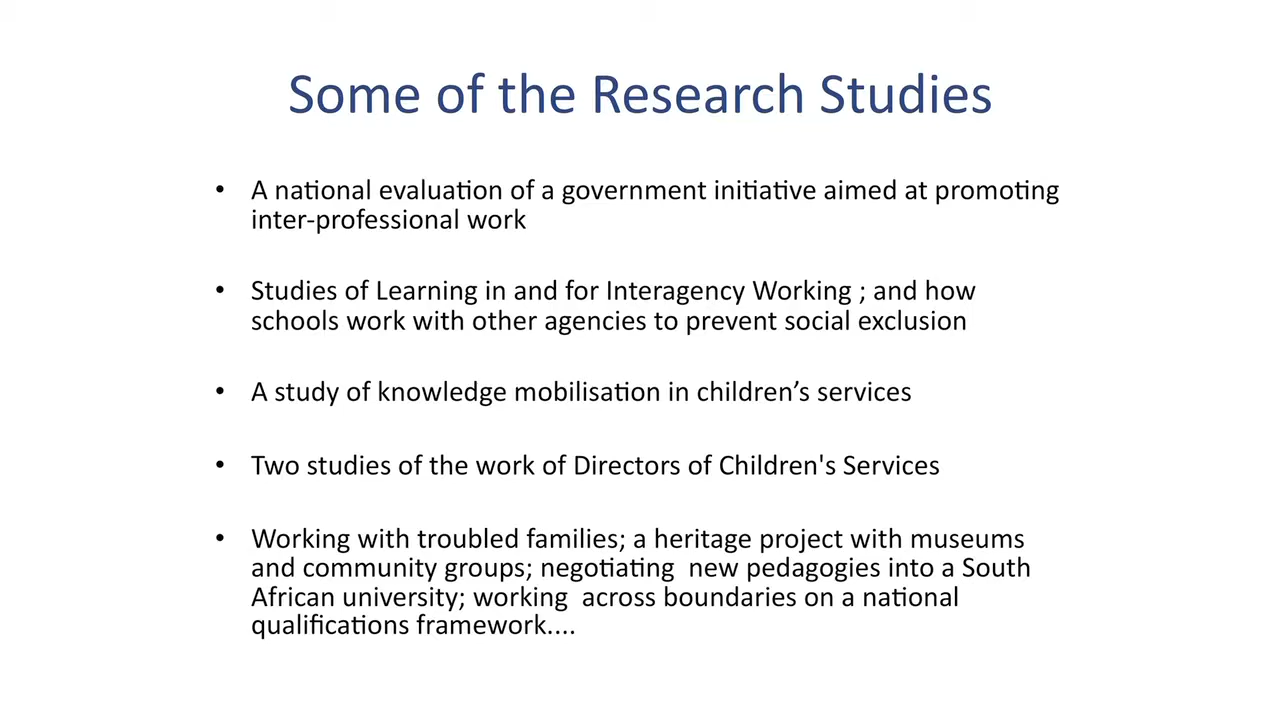 Some of the Research Studies
• A national evaluation of a government initiative aimed at promoting
inter-professional work
• Studies of Learning in and for Interagency Working ; and how
schools work with other agencies to prevent social exclusion
• A study of knowledge mobilisation in children’s services
• Two studies of the work of Directors of Children's Services
• Working with troubled families; a heritage project with museums
and community groups; negotiating  new pedagogies into a South
African university; working  across boundaries on a national
qualifications framework....